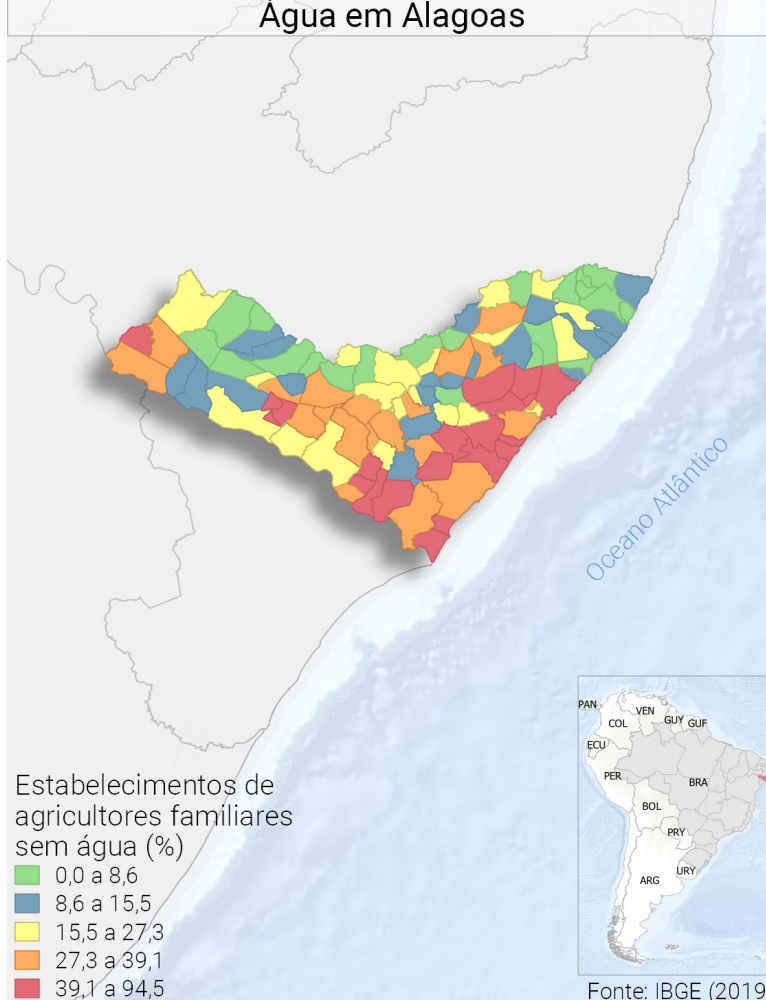 Água em Alagoas
Oceano Atlântico
PAN
VEN
COL
GUY
GUF
ECU
PER
BRA
BOL
PRY
URY
ARG
Estabelecimentos de
agricultores familiares
sem água (%)
0,0 a 8,6
8,6 a 15,5
15,5 a 27,3
27,3 a 39,1
39,1 a 94,5
Fonte: IBGE (2019